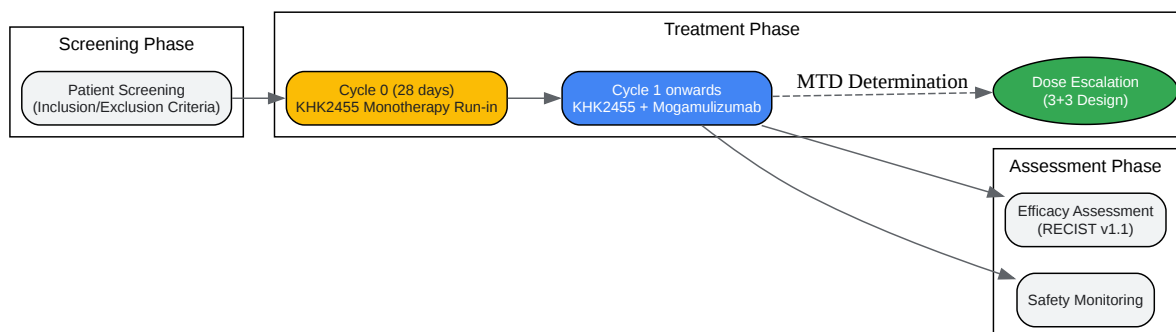 Screening Phase
Patient Screening
(Inclusion/Exclusion Criteria)
Treatment Phase
Cycle 0 (28 days)
KHK2455 Monotherapy Run-in
Cycle 1 onwards
KHK2455 + Mogamulizumab
MTD Determination
Dose Escalation
(3+3 Design)
Assessment Phase
Efficacy Assessment
(RECIST v1.1)
Safety Monitoring